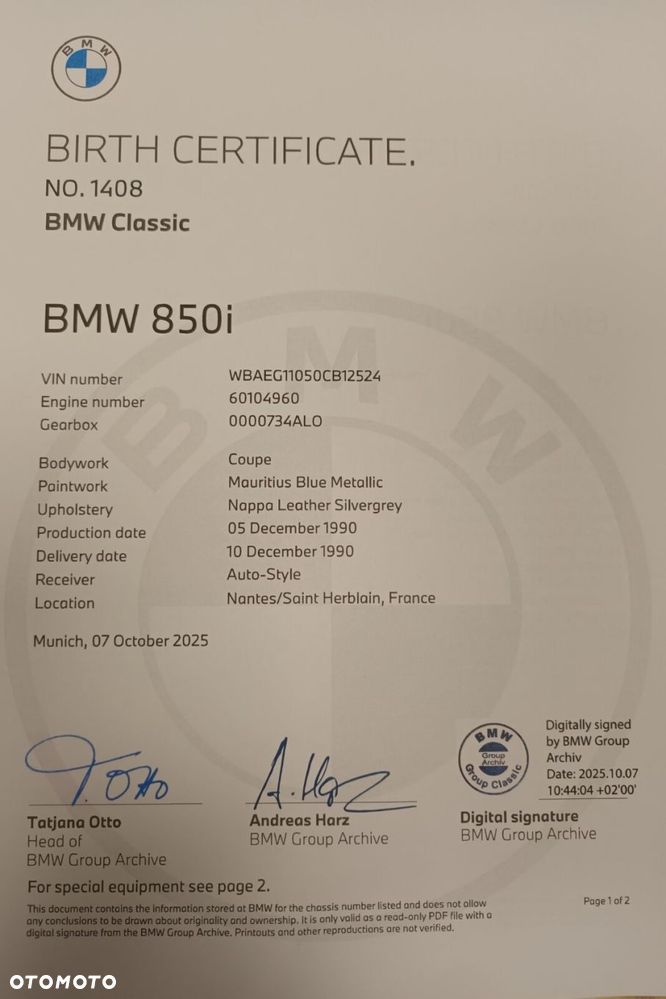 BMW
BIRTH CERTIFICATE.
NO. 1408
BMW Classic
BMW 850i
VIN number WBAEG11050CB12524
Engine number 60104960
Gearbox 0000734ALO
Bodywork Coupe
Paintwork Mauritius Blue Metallic
Upholstery Nappa Leather Silvergrey
Production date 05 December 1990
Delivery date 10 December 1990
Receiver Auto-Style
Location Nantes/Saint Herblain, France
Munich, 07 October 2025
BMW
T. Otto
A. Harz
BMW
Group
Archiv
Group Classic
Digitally signed
by BMW Group
Archiv
Date: 2025.10.07
10:44:04 +02'00'
Tatjana Otto
Head of
BMW Group Archive
Andreas Harz
BMW Group Archive
Digital signature
BMW Group Archive
For special equipment see page 2.
This document contains the information stored at BMW for the chassis number listed and does not allow
any conclusions to be drawn about originality and ownership. It is only valid as a read-only PDF file with a
digital signature from the BMW Group Archive. Printouts and other reproductions are not verified.
Page 1 of 2
OTOMOTO